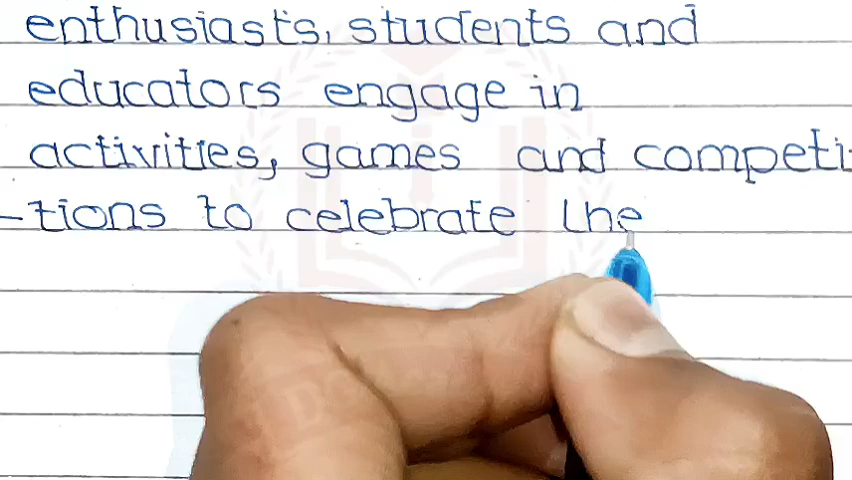 enthusiasts, students and
educators engage in
activities, games and competi
-tions to celebrate the